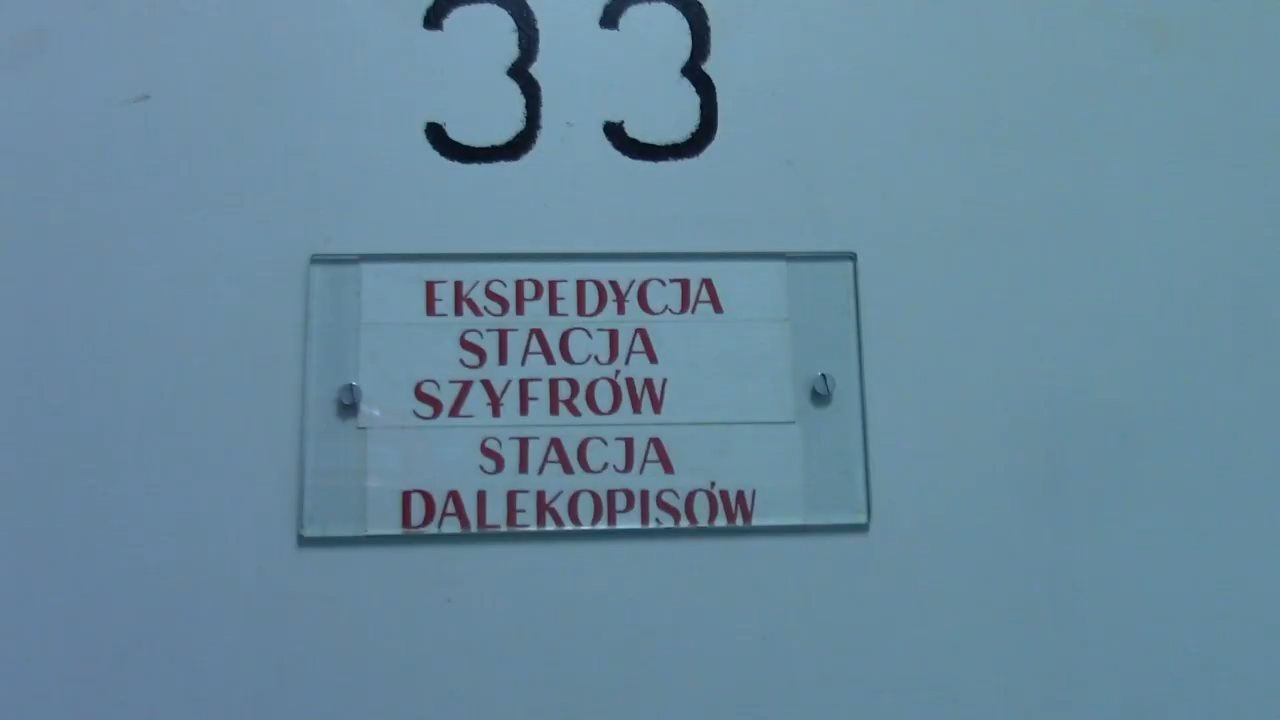 33
EKSPEDYCJA
STACJA
SZYFRÓW
STACJA
DALEKOPISÓW